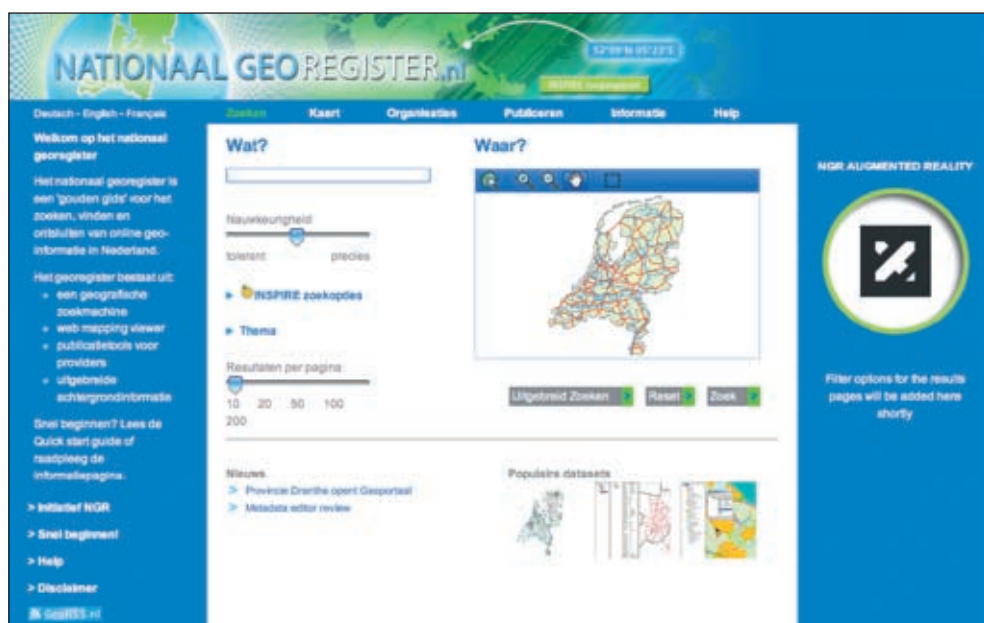 NATIONAAL GEOREGISTER.nl
52°09'N 05°23'E
Deutsch - English - Français
Zoeken Kaart Organisaties Publiceren Informatie Help
Welkom op het nationaal
georegister
Het nationaal georegister is
een 'gouden gids' voor het
zoeken, vinden en
ontsluiten van online geo-
informatie in Nederland.
Het georegister bestaat uit:
een geografische
zoekmachine
web mapping viewer
publicatietools voor
providers
uitgebreide
achtergrondinformatie
Snel beginnen? Lees de
Quick start guide of
raadpleeg de
informatiepagina.
> Initiatief NGR
> Snel beginnen!
> Help
> Disclaimer
GeoRSS.nl
Wat?
Nauwkeurigheid
tolerant precies
INSPIRE zoekopties
Thema
Resultaten per pagina
10 20 50 100
200
Waar?
Uitgebreid Zoeken Reset Zoek
Nieuws
Provincie Drenthe opent Geoportaal
Metadata editor review
Populaire datasets
NGR AUGMENTED REALITY
Filter options for the results
pages will be added here
shortly